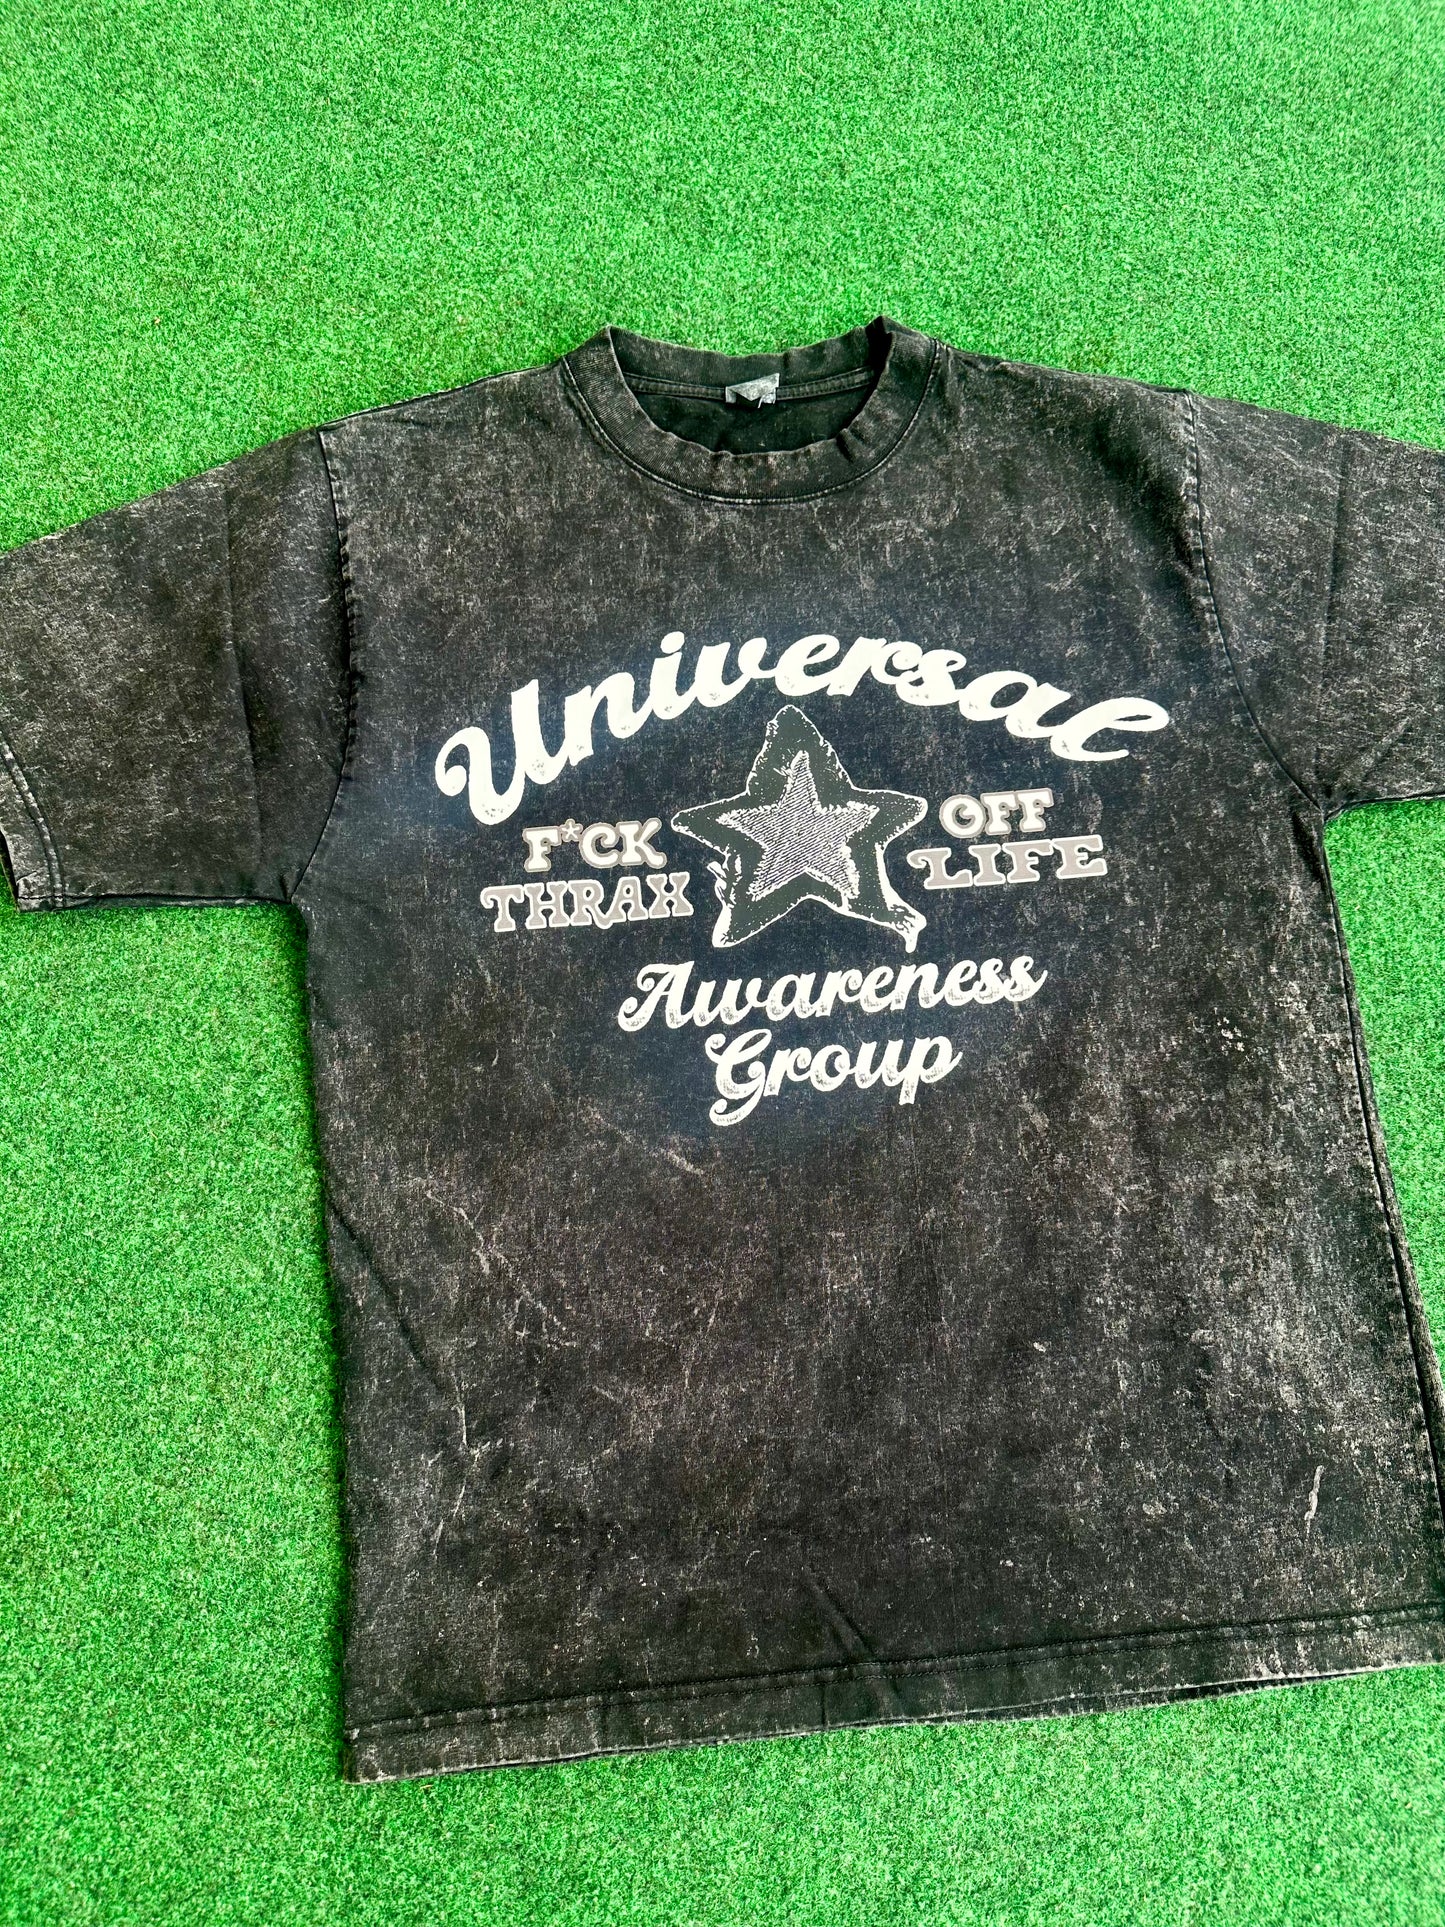 Universal
F*CK
THRAX
OFF
LIFE
Awareness
Group